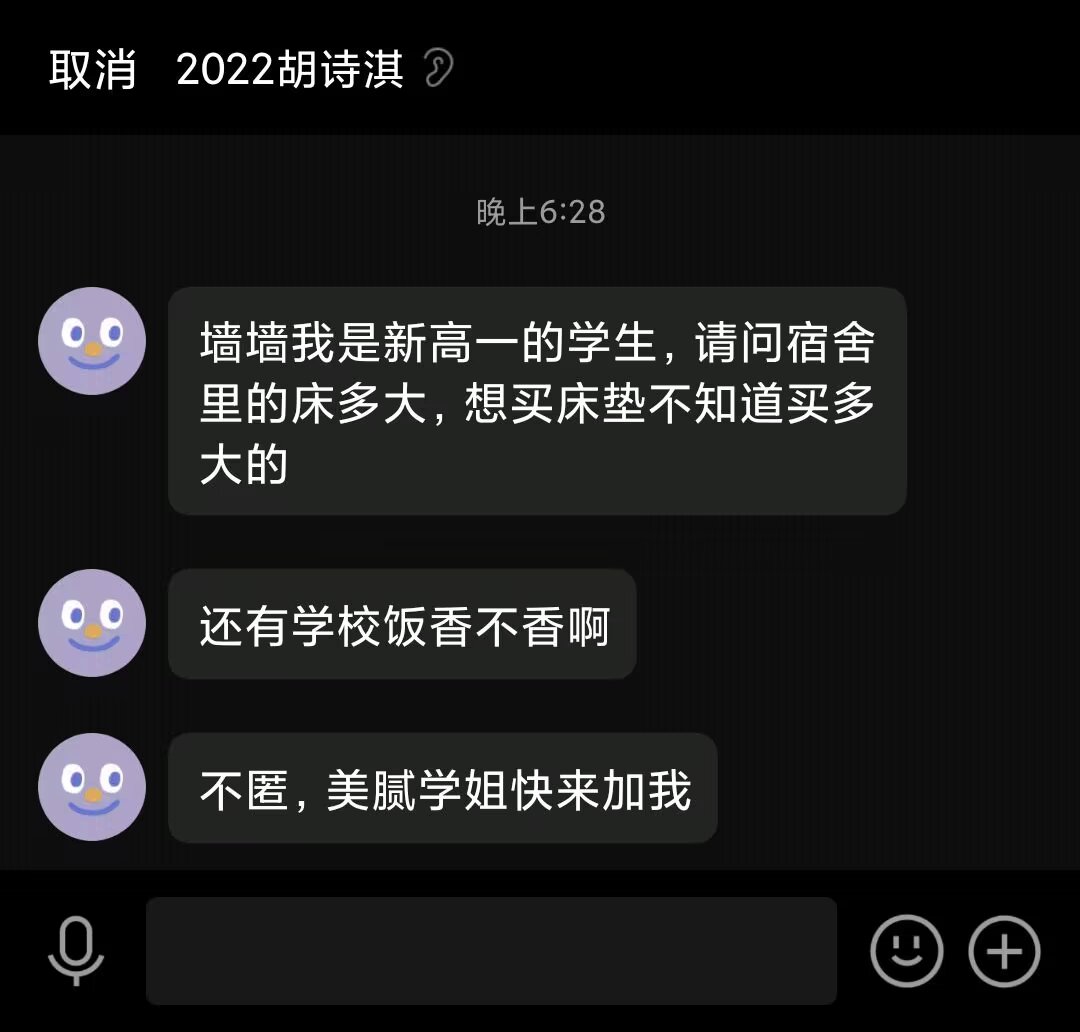 取消 2022胡诗淇
晚上6:28
墙墙我是新高一的学生，请问宿舍
里的床多大，想买床垫不知道买多
大的
还有学校饭香不香啊
不匿，美腻学姐快来加我